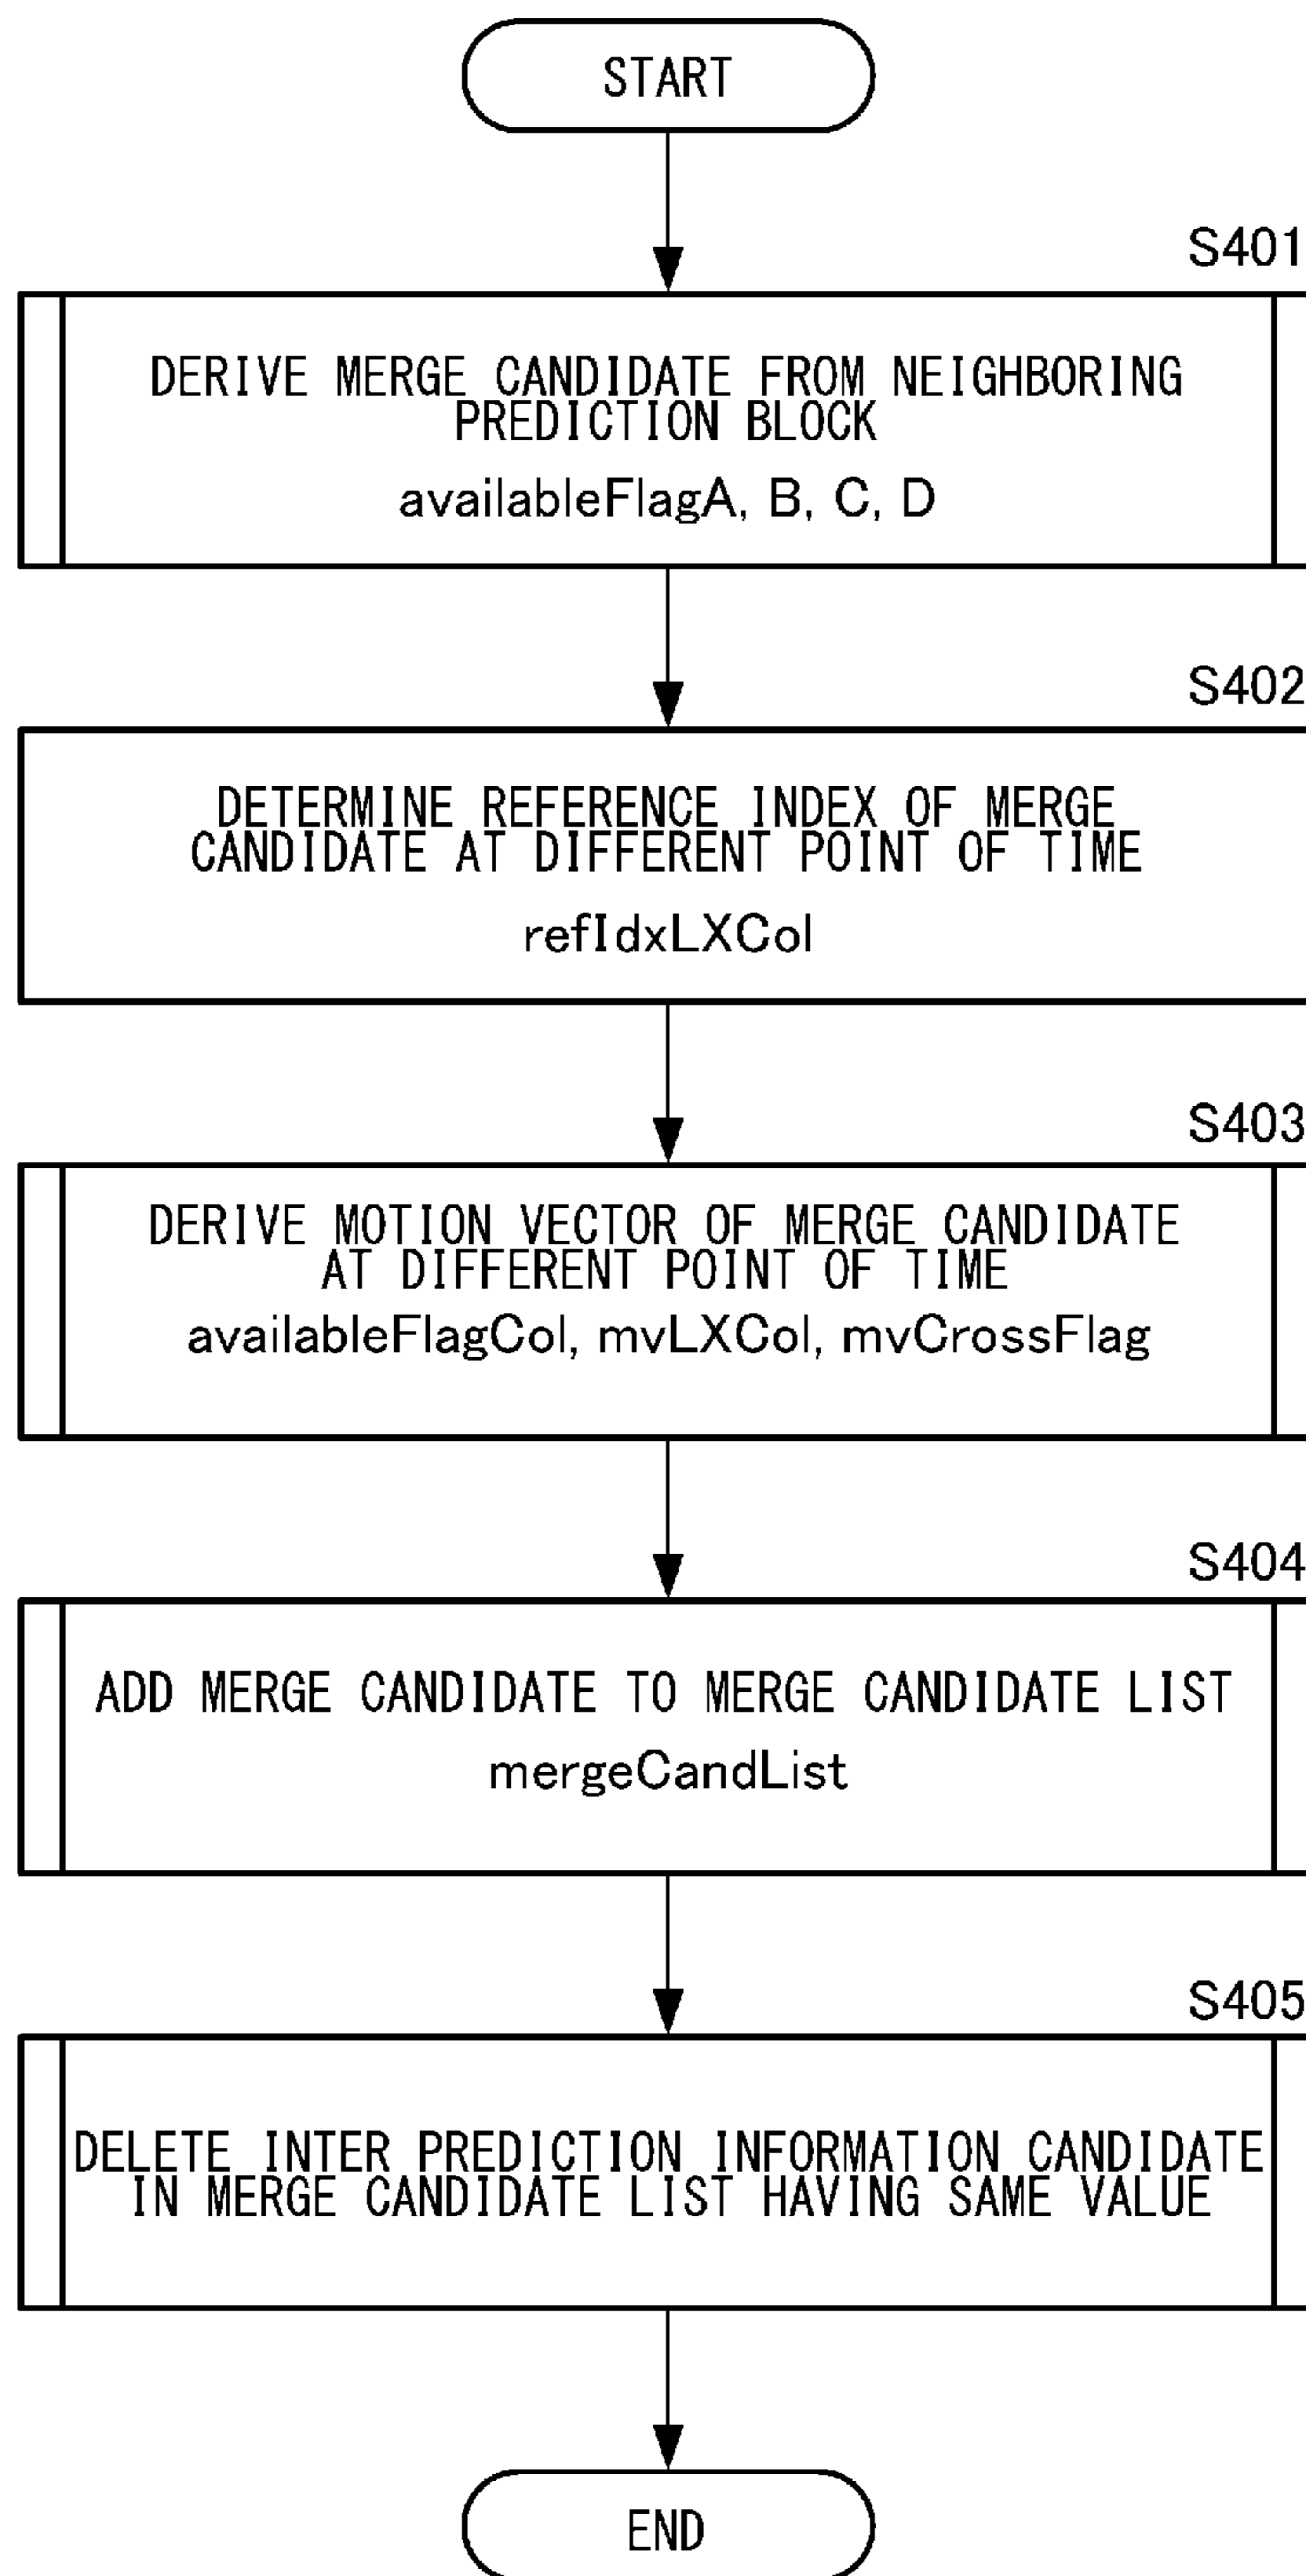 START
S401
DERIVE MERGE CANDIDATE FROM NEIGHBORING
PREDICTION BLOCK
availableFlagA, B, C, D
S402
DETERMINE REFERENCE INDEX OF MERGE
CANDIDATE AT DIFFERENT POINT OF TIME
refIdxLXCol
S403
DERIVE MOTION VECTOR OF MERGE CANDIDATE
AT DIFFERENT POINT OF TIME
availableFlagCol, mvLXCol, mvCrossFlag
S404
ADD MERGE CANDIDATE TO MERGE CANDIDATE LIST
mergeCandList
S405
DELETE INTER PREDICTION INFORMATION CANDIDATE
IN MERGE CANDIDATE LIST HAVING SAME VALUE
END